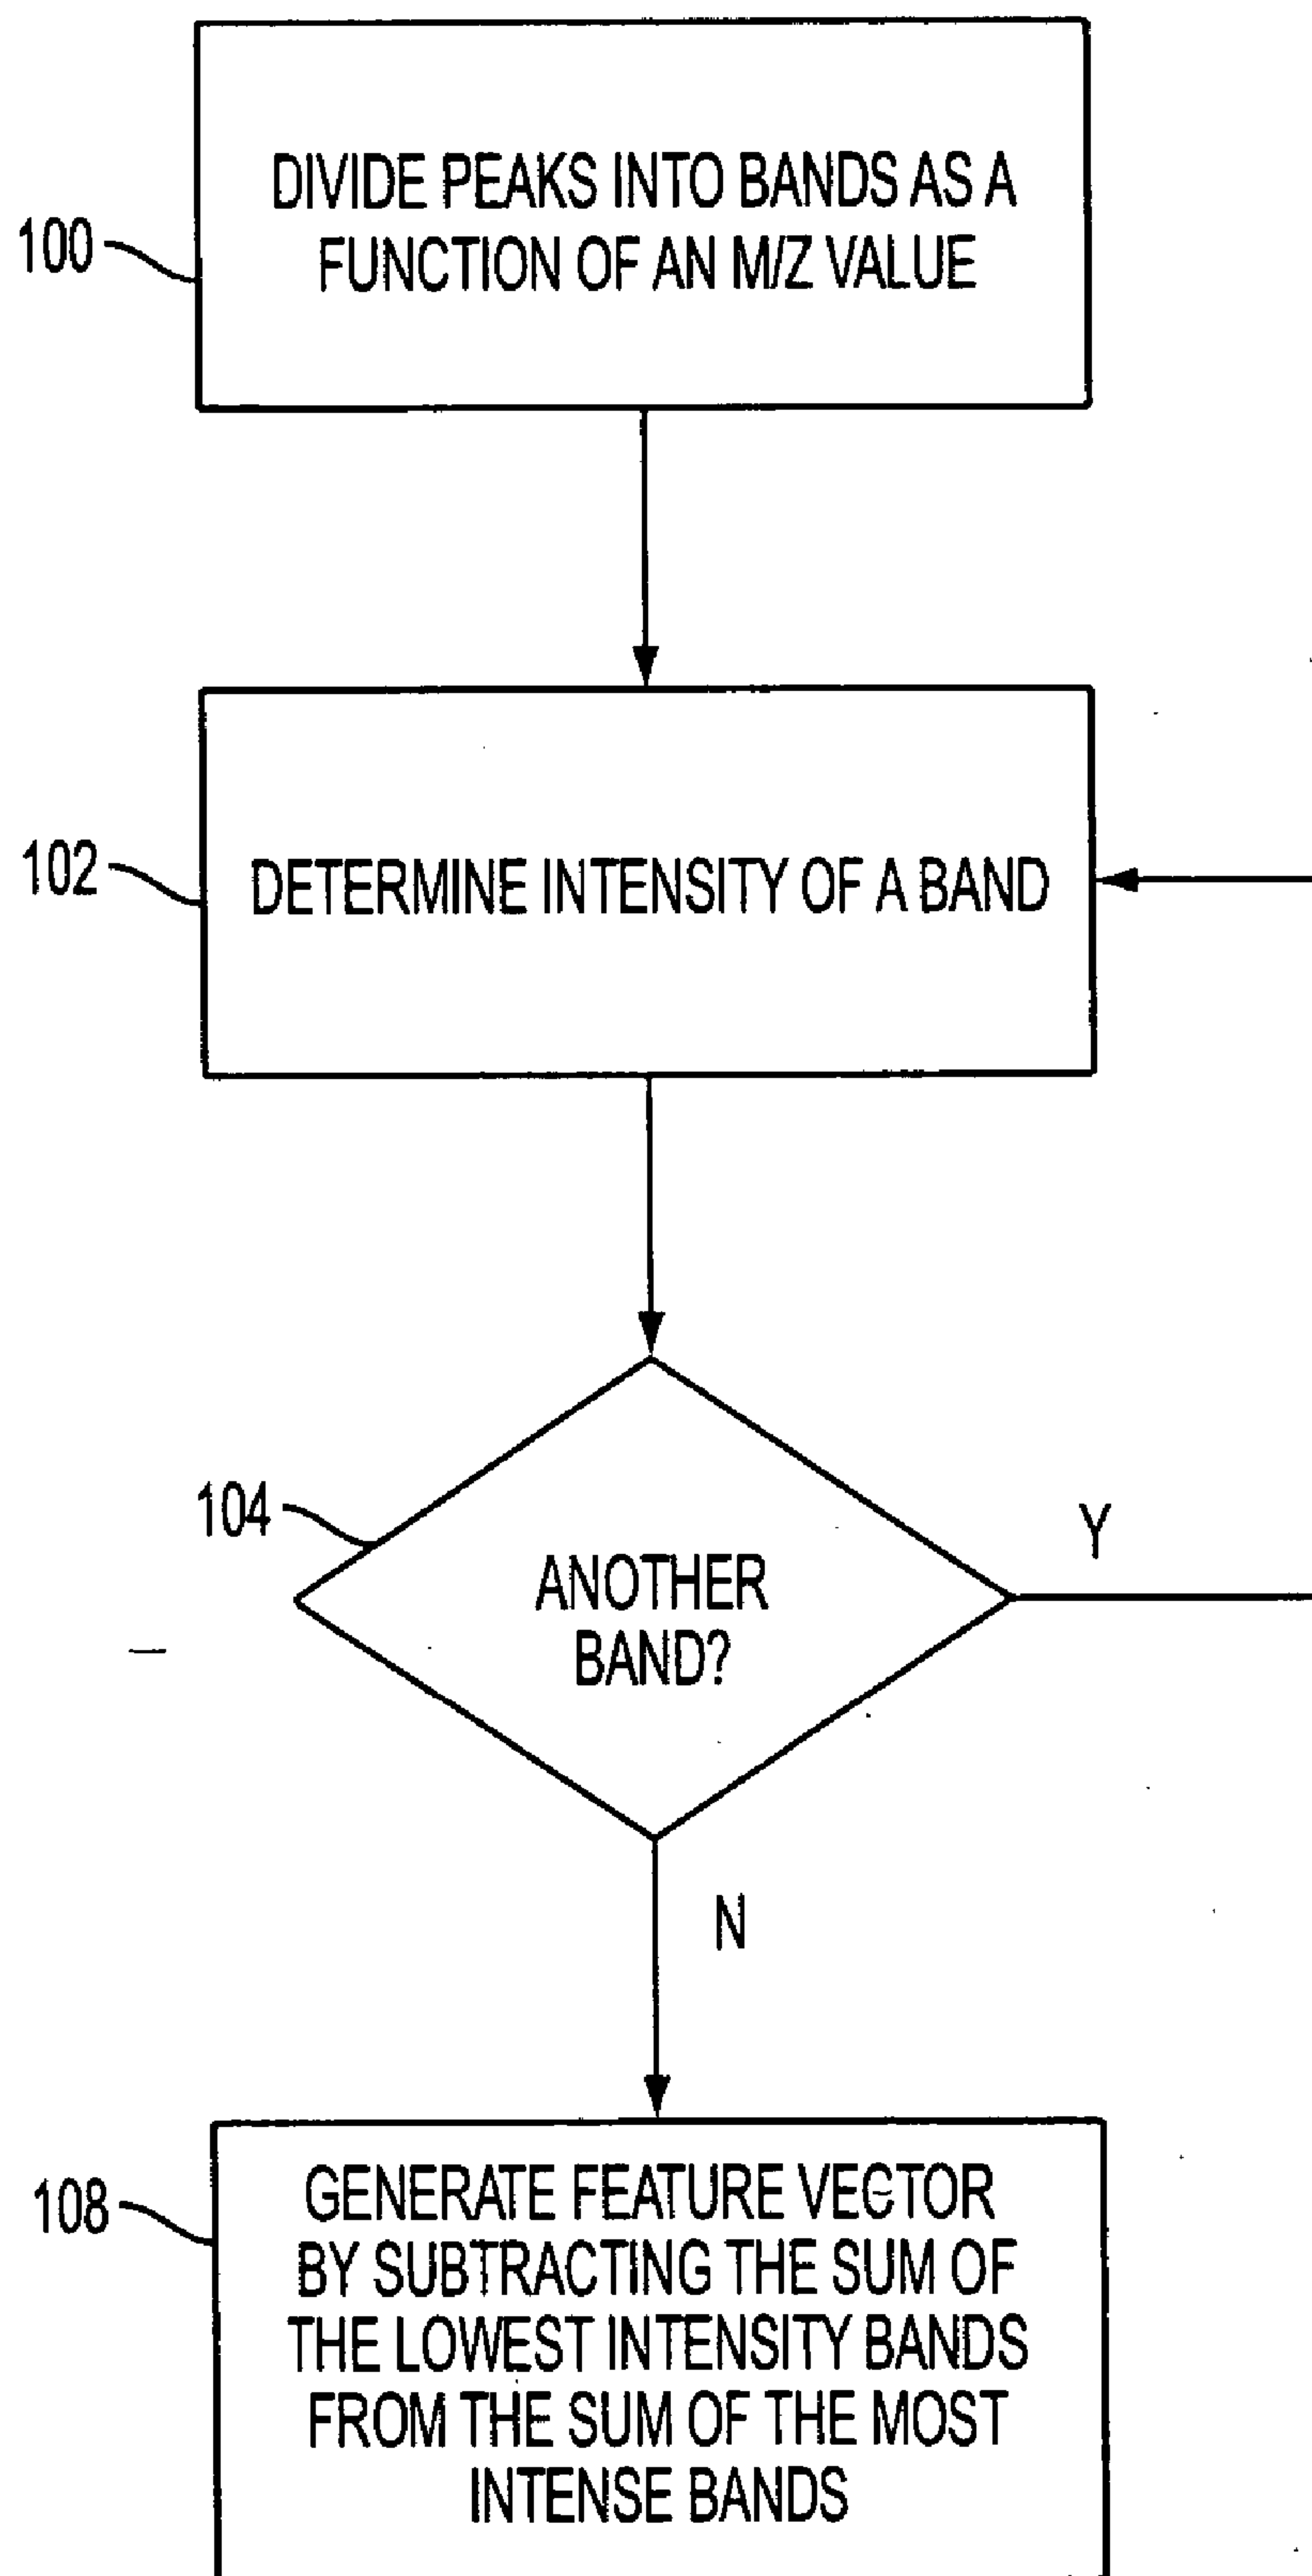 DIVIDE PEAKS INTO BANDS AS A
FUNCTION OF AN M/Z VALUE
100
DETERMINE INTENSITY OF A BAND
102
104
ANOTHER
BAND?
Y
N
108
GENERATE FEATURE VECTOR
BY SUBTRACTING THE SUM OF
THE LOWEST INTENSITY BANDS
FROM THE SUM OF THE MOST
INTENSE BANDS